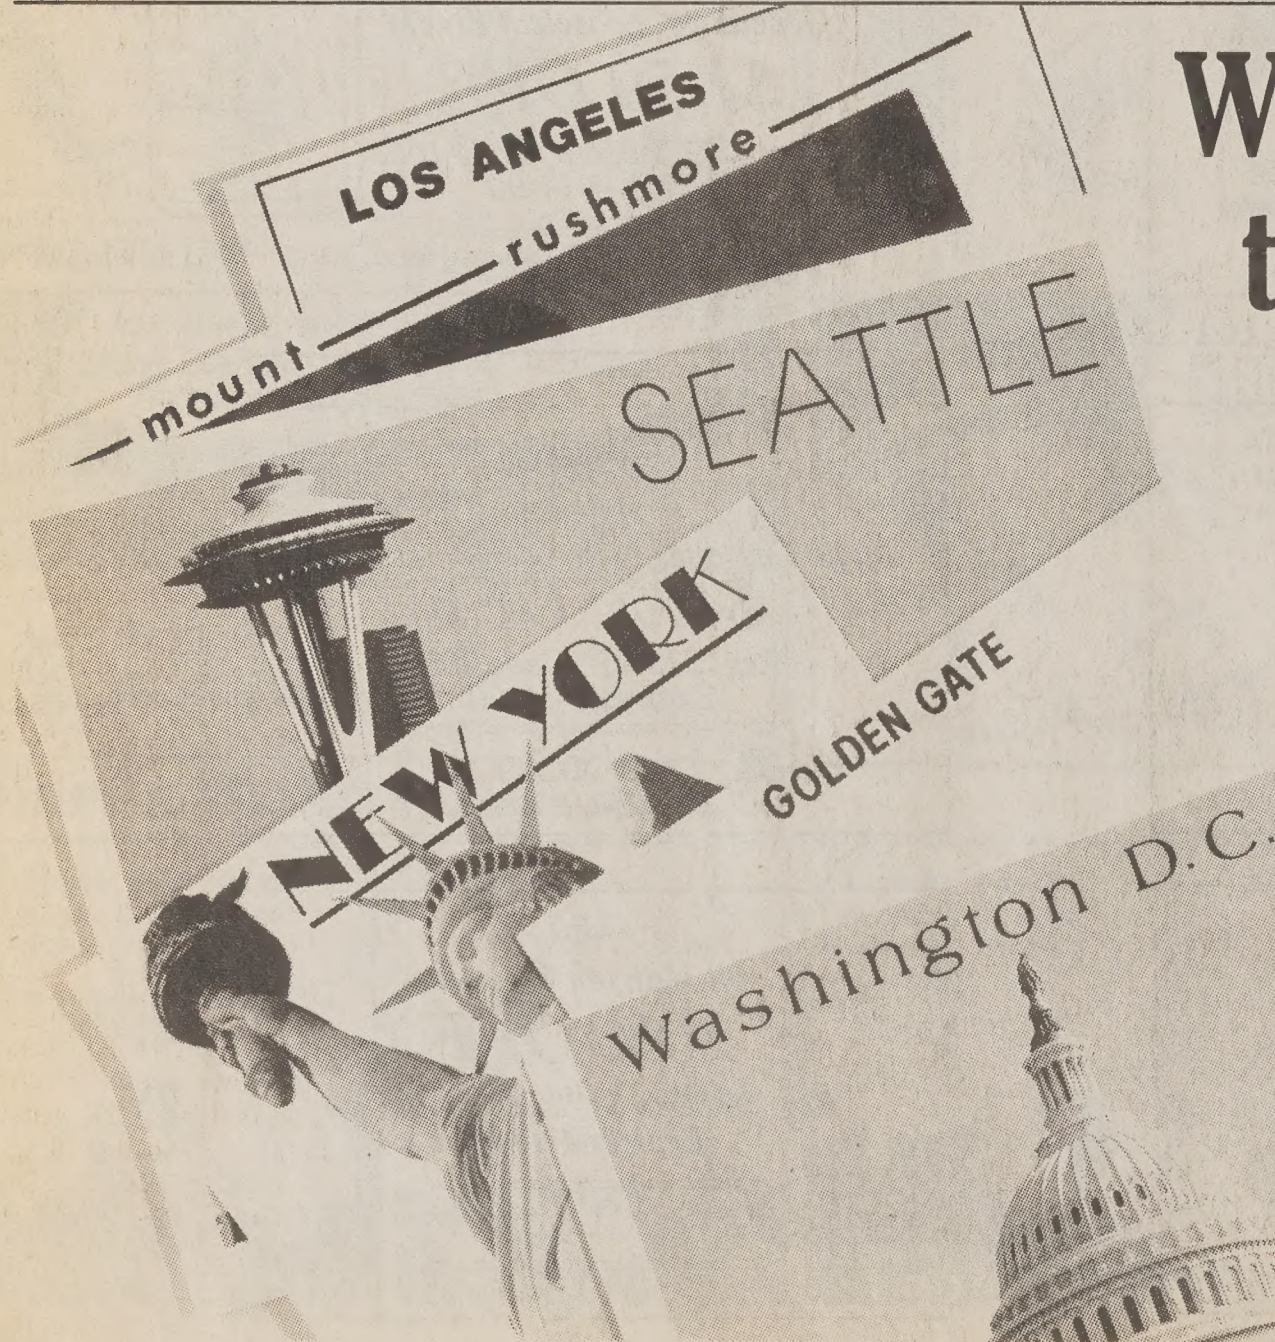 LOS ANGELES
mount rushmore
SEATTLE
NEW YORK
GOLDEN GATE
Washington D.C.
W
t